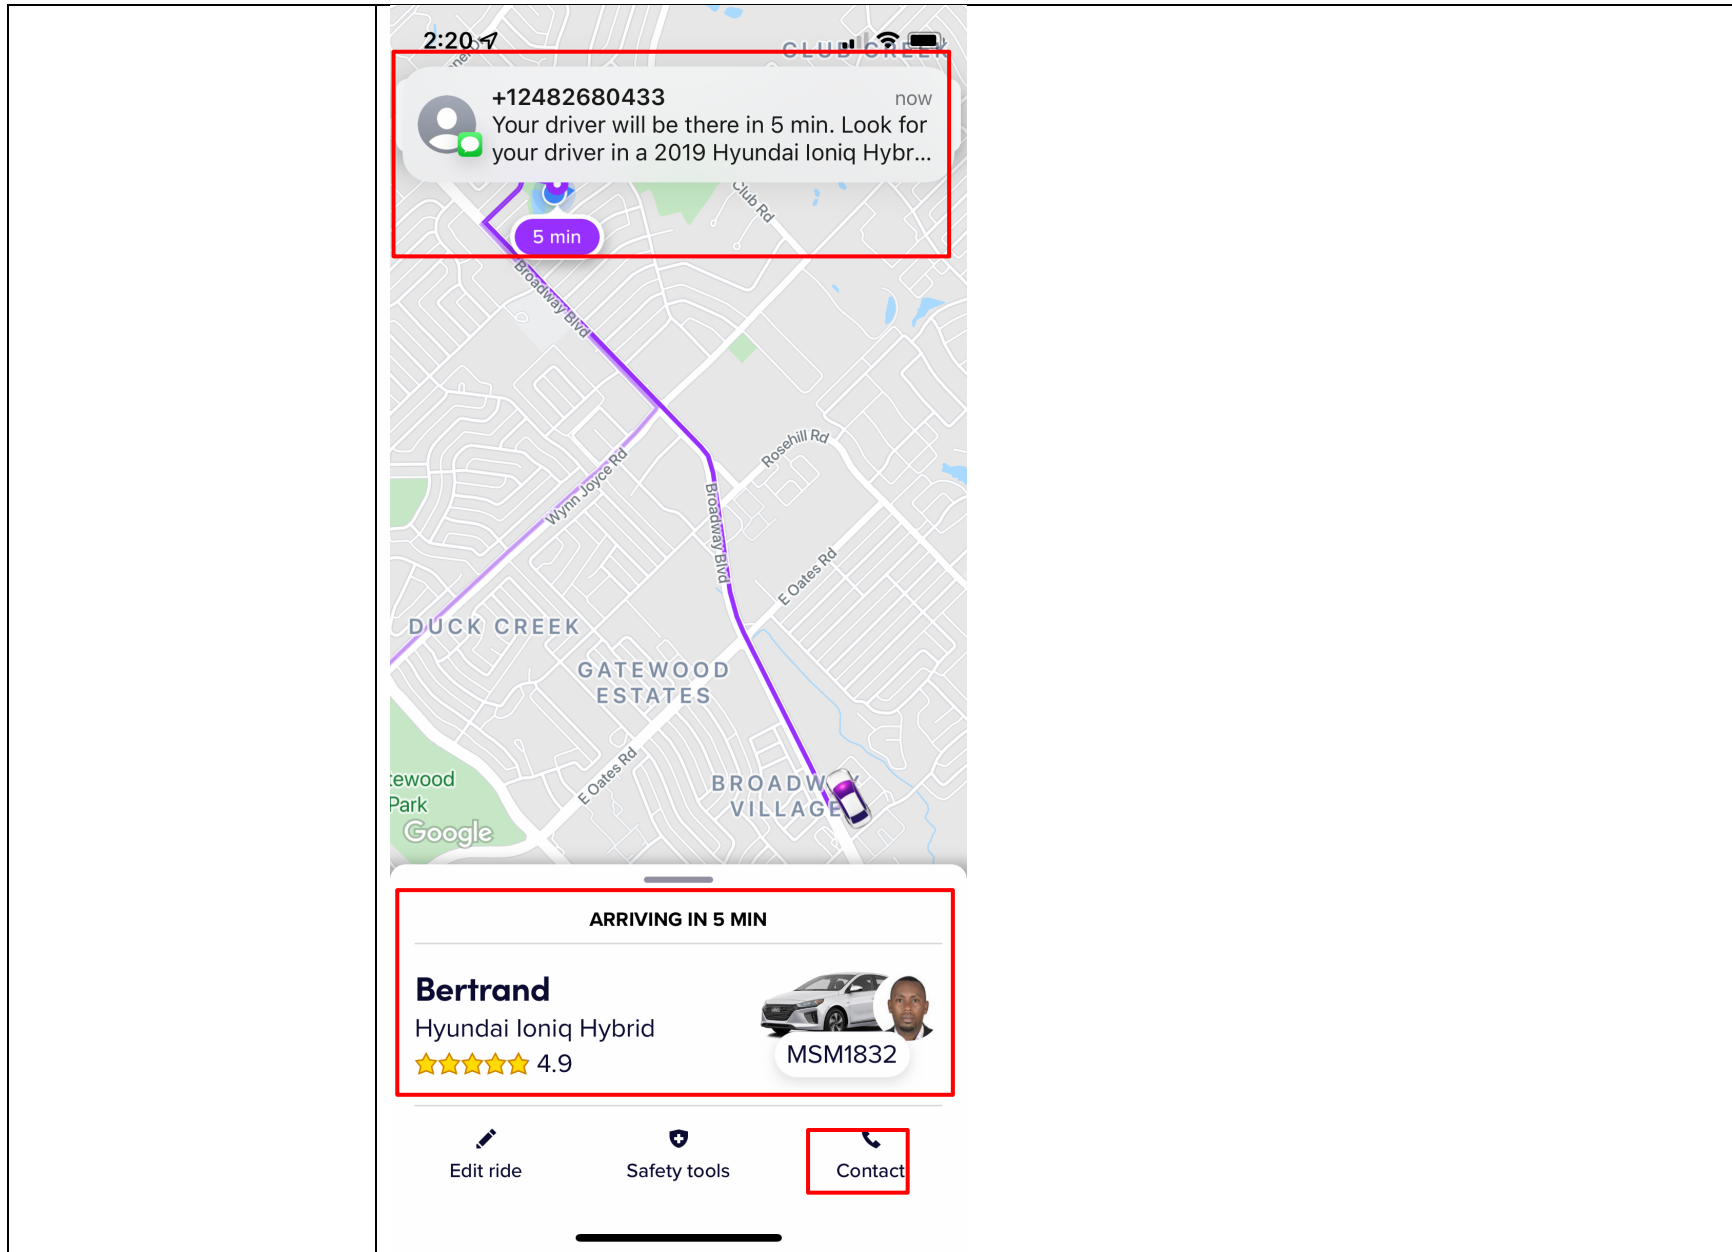 2:20
CLUB CREEK
+12482680433
now
Your driver will be there in 5 min. Look for
your driver in a 2019 Hyundai Ioniq Hybr...
Club Rd
5 min
Broadway Blvd
Rosehill Rd
Wynn Joyce Rd
Broadway Blvd
E Oates Rd
DUCK CREEK
GATEWOOD
ESTATES
E Oates Rd
BROADW
VILLAGE
tewood
Park
Google
ARRIVING IN 5 MIN
Bertrand
Hyundai Ioniq Hybrid
4.9
MSM1832
Edit ride
Safety tools
Contact